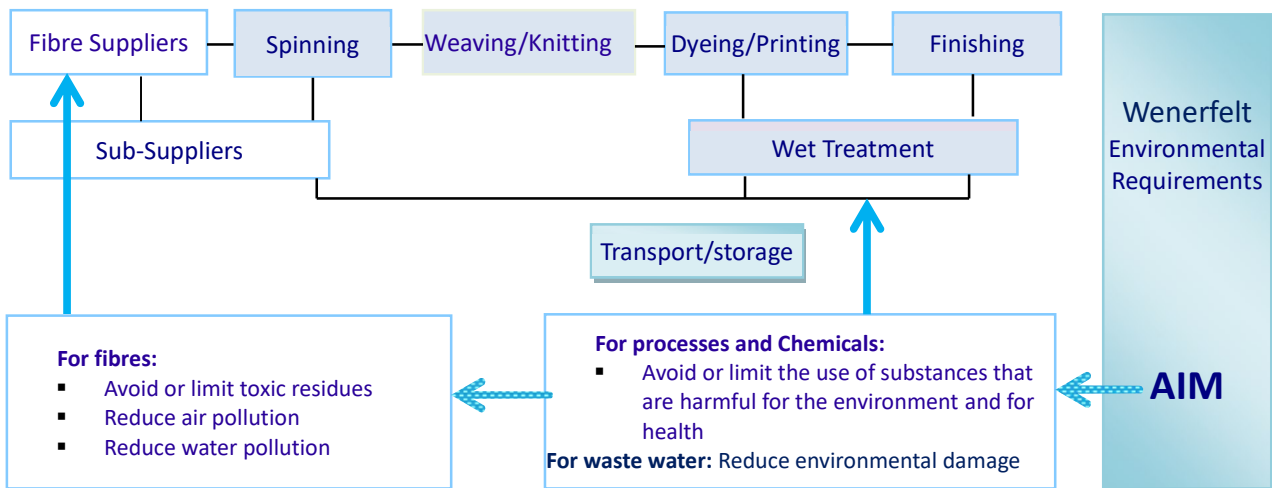 Fibre Suppliers
Spinning
Weaving/Knitting
Dyeing/Printing
Finishing
Sub-Suppliers
Wet Treatment
Wenerfelt
Environmental
Requirements
Transport/storage
For fibres:
▪ Avoid or limit toxic residues
▪ Reduce air pollution
▪ Reduce water pollution
For processes and Chemicals:
▪ Avoid or limit the use of substances that
are harmful for the environment and for
health
For waste water: Reduce environmental damage
AIM